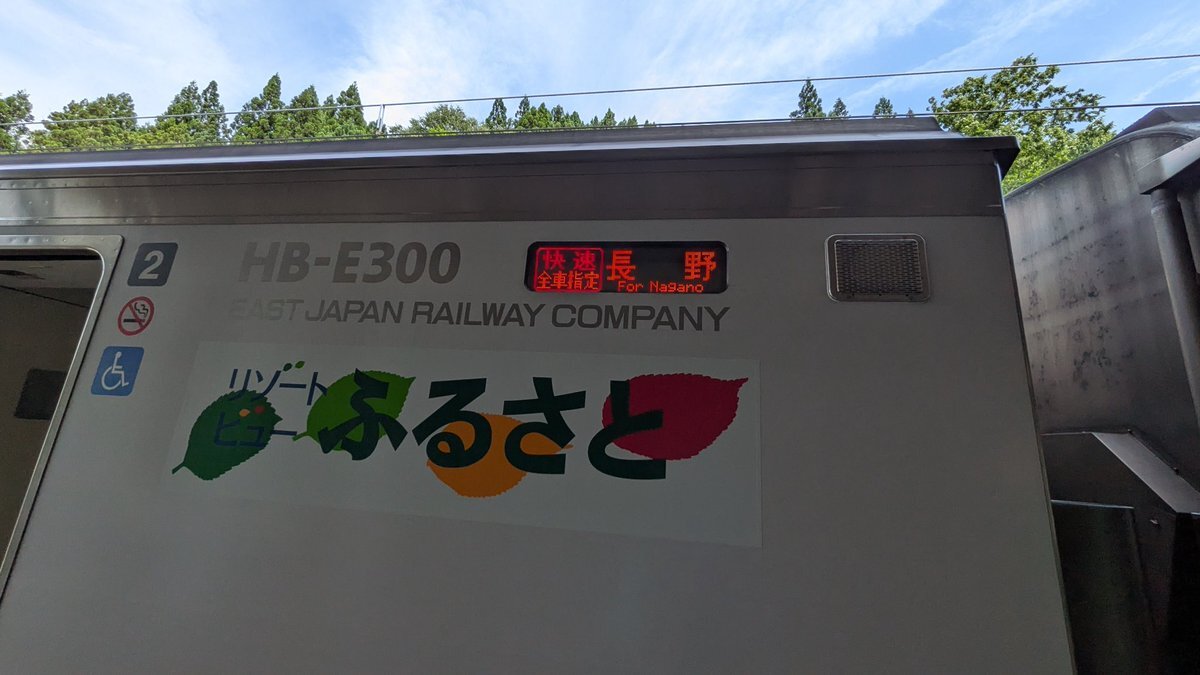 2
HB-E300
快速
全車指定
長野
For Nagano
EAST JAPAN RAILWAY COMPANY
リゾート
ビュー
ふるさと